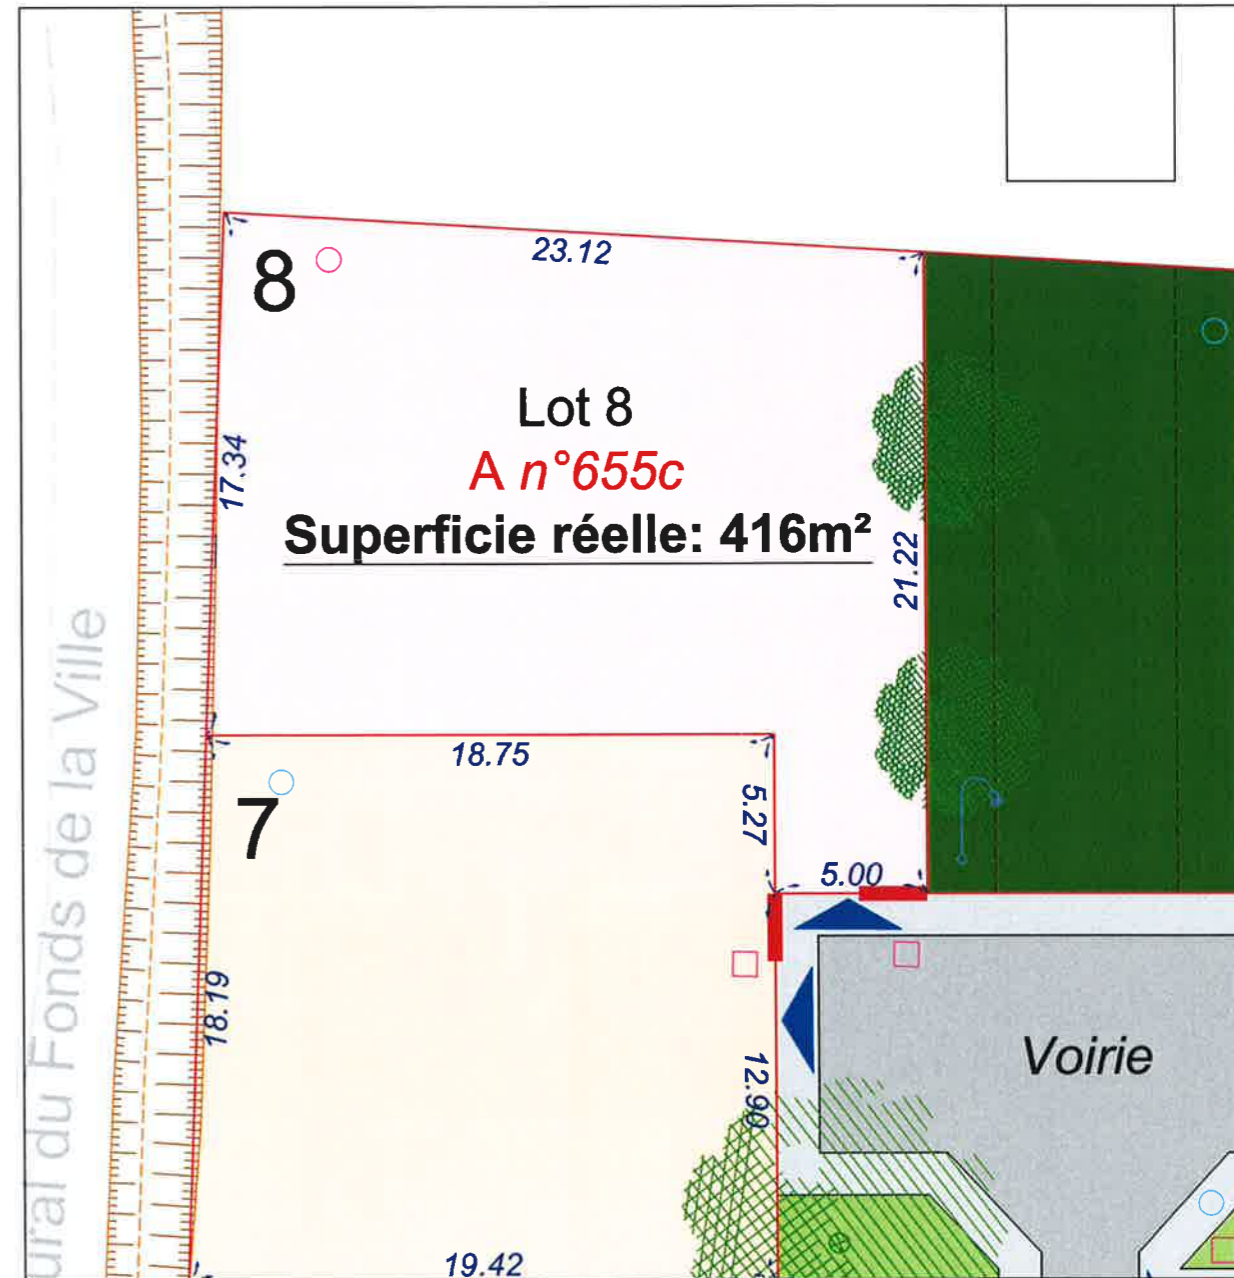 23.12
8
Lot 8
A n°655c
17.34
Superficie réelle: 416m²
21.22
18.75
7
5.27
5.00
du Fonds de la Ville
18.19
Voirie
12.90
19.42